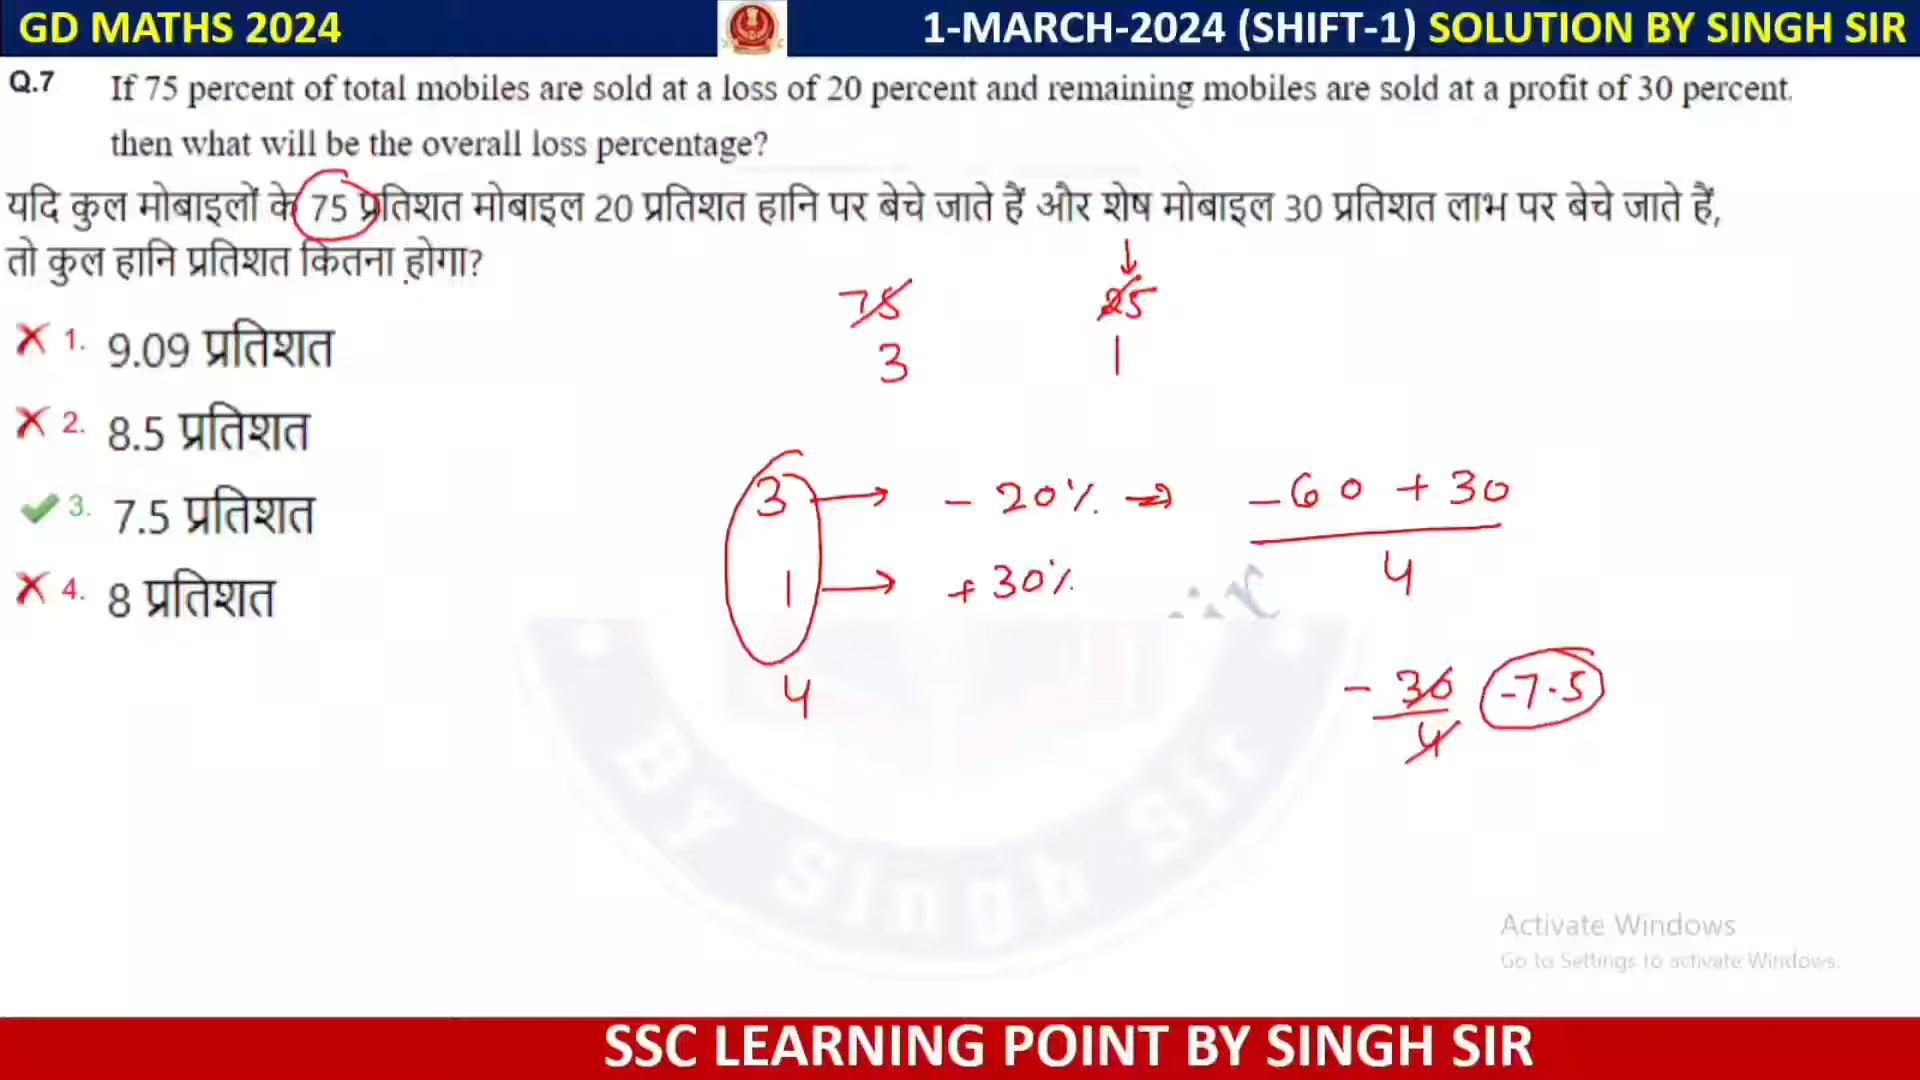 GD MATHS 2024
1-MARCH-2024 (SHIFT-1) SOLUTION BY SINGH SIR
Q.7 If 75 percent of total mobiles are sold at a loss of 20 percent and remaining mobiles are sold at a profit of 30 percent.
then what will be the overall loss percentage?
यदि कुल मोबाइलों के 75 प्रतिशत मोबाइल 20 प्रतिशत हानि पर बेचे जाते हैं और शेष मोबाइल 30 प्रतिशत लाभ पर बेचे जाते हैं,
तो कुल हानि प्रतिशत कितना होगा?
1. 9.09 प्रतिशत
2. 8.5 प्रतिशत
3. 7.5 प्रतिशत
4. 8 प्रतिशत
75 25
3 1
3 → - 20% → -60 + 30
4
1 → + 30%
4
- 30 -7.5
4
By Singh Sir
Activate Windows
Go to Settings to activate Windows.
SSC LEARNING POINT BY SINGH SIR